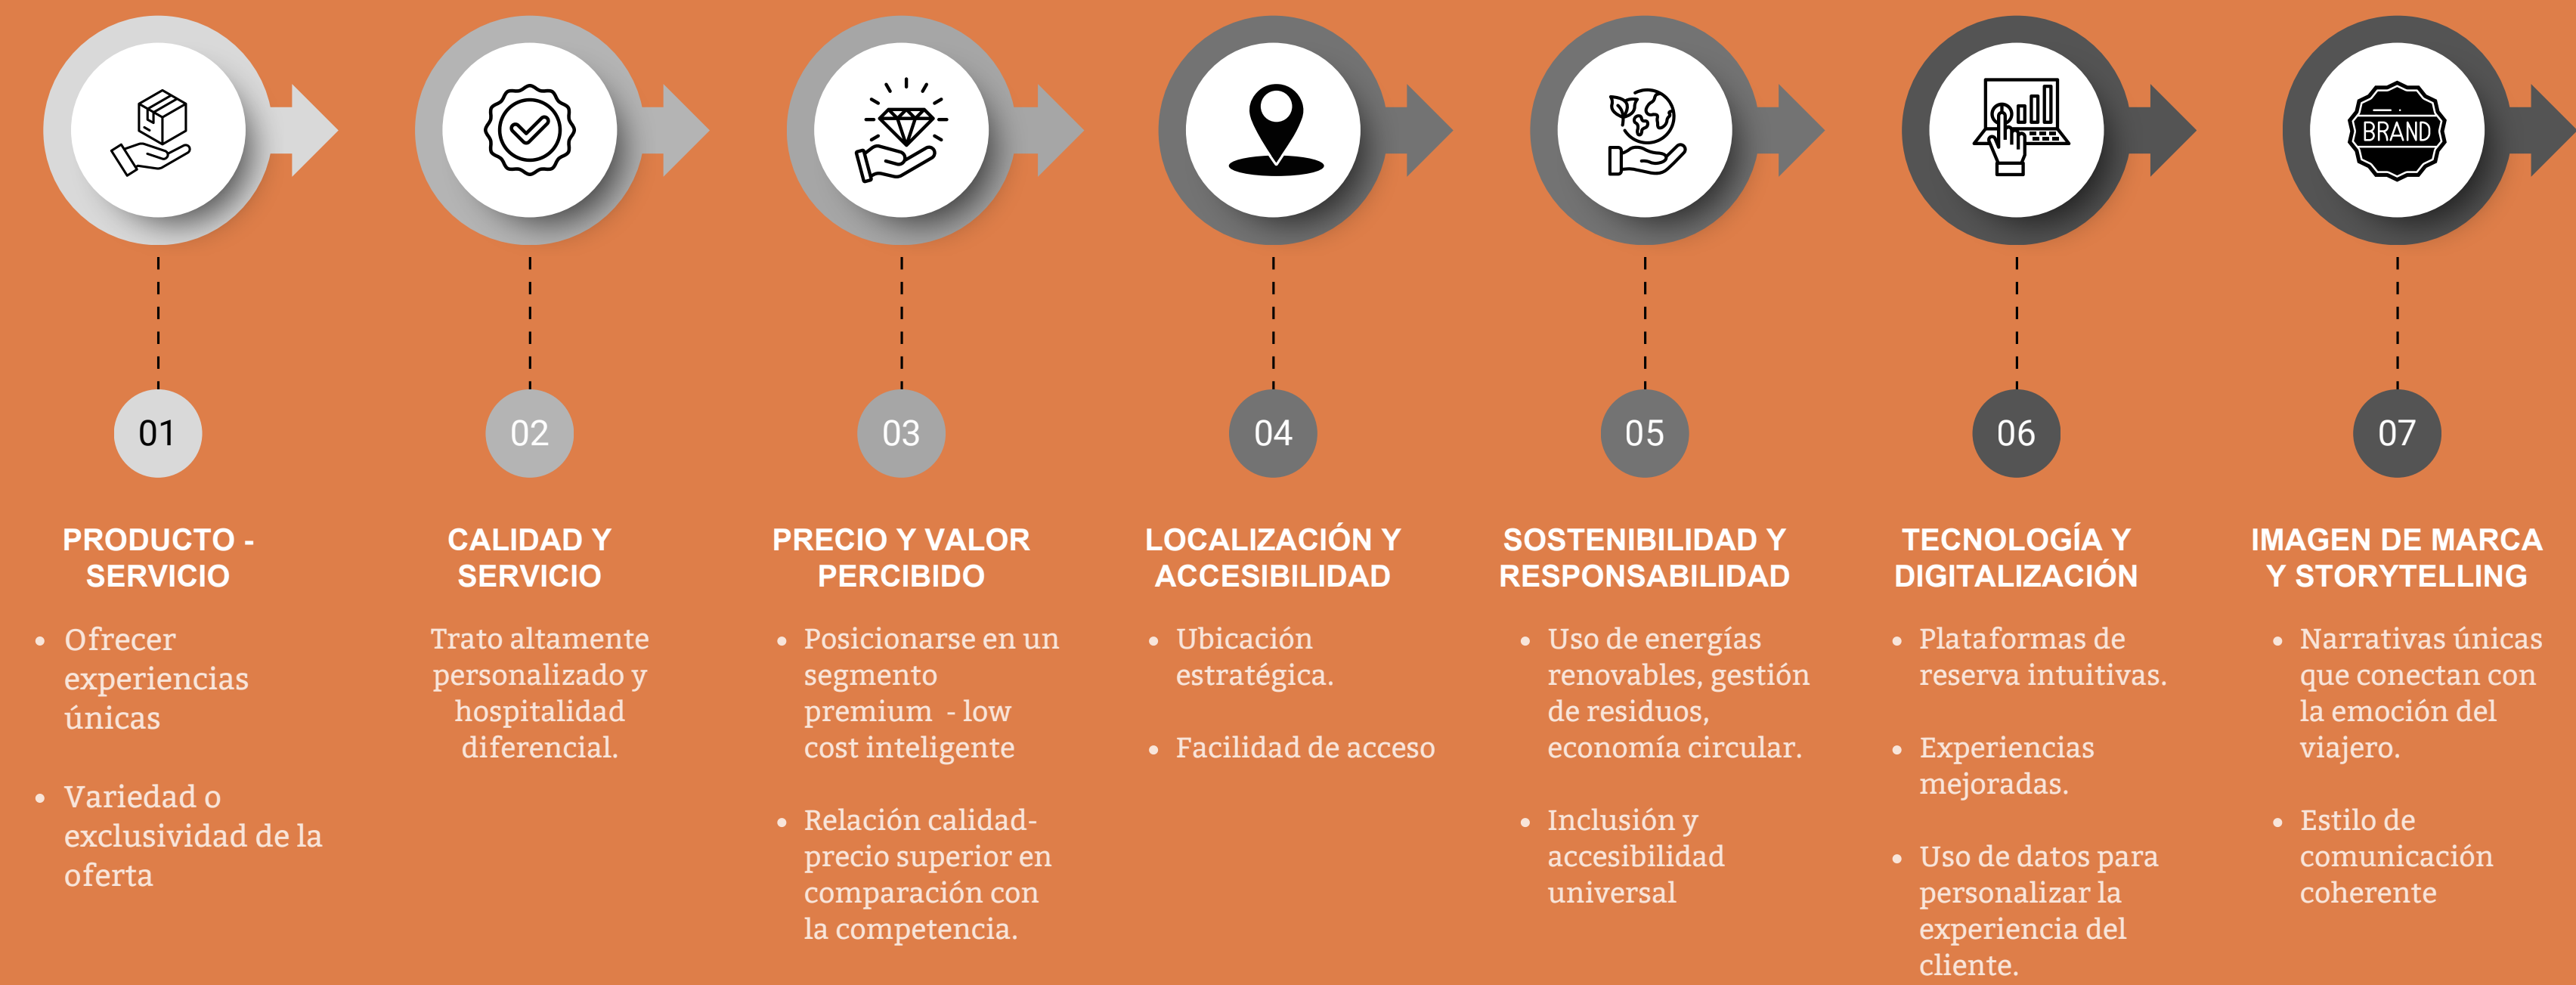 BRAND
01
PRODUCTO -
SERVICIO
• Ofrecer
experiencias
únicas
• Variedad o
exclusividad de la
oferta
02
CALIDAD Y
SERVICIO
Trato altamente
personalizado y
hospitalidad
diferencial.
03
PRECIO Y VALOR
PERCIBIDO
• Posicionarse en un
segmento
premium - low
cost inteligente
• Relación calidad-
precio superior en
comparación con
la competencia.
04
LOCALIZACIÓN Y
ACCESIBILIDAD
• Ubicación
estratégica.
• Facilidad de acceso
05
SOSTENIBILIDAD Y
RESPONSABILIDAD
• Uso de energías
renovables, gestión
de residuos,
economía circular.
• Inclusión y
accesibilidad
universal
06
TECNOLOGÍA Y
DIGITALIZACIÓN
• Plataformas de
reserva intuitivas.
• Experiencias
mejoradas.
• Uso de datos para
personalizar la
experiencia del
cliente.
07
IMAGEN DE MARCA
Y STORYTELLING
• Narrativas únicas
que conectan con
la emoción del
viajero.
• Estilo de
comunicación
coherente